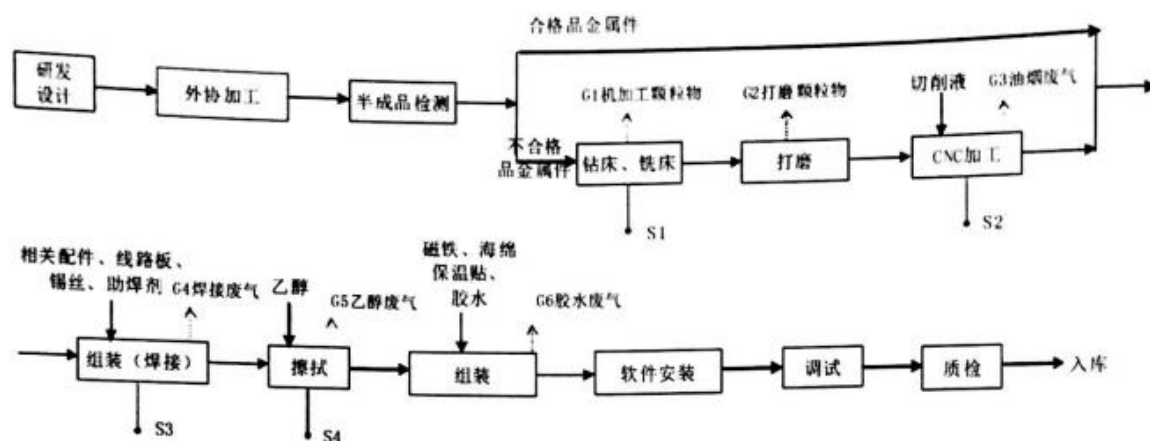 合格品金属件
研发
设计
外协加工
半成品检测
G1机加工颗粒物
G2打磨颗粒物
切削液
G3油烟废气
不合格
品金属件
钻床、铣床
打磨
CNC加工
S1
S2
相关配件、线路板、
锡丝、助焊剂
G4焊接废气
乙醇
G5乙醇废气
磁铁、海绵
保温贴、
胶水
G6胶水废气
组装（焊接）
擦拭
组装
软件安装
调试
质检
入库
S3
S4